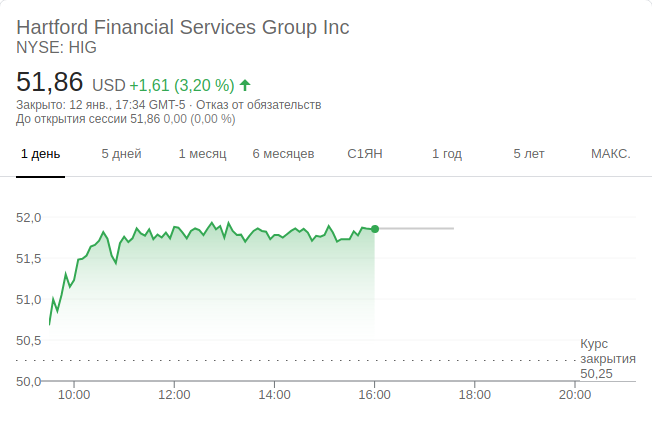 Hartford Financial Services Group Inc
NYSE: HIG
51,86 USD +1,61 (3,20 %)
Закрыто: 12 янв., 17:34 GMT-5 · Отказ от обязательств
До открытия сессии 51,86 0,00 (0,00 %)
1 день 5 дней 1 месяц 6 месяцев С1ЯН 1 год 5 лет МАКС.
52,0
51,5
51,0
50,5
Курс
закрытия
50,25
50,0
10:00 12:00 14:00 16:00 18:00 20:00